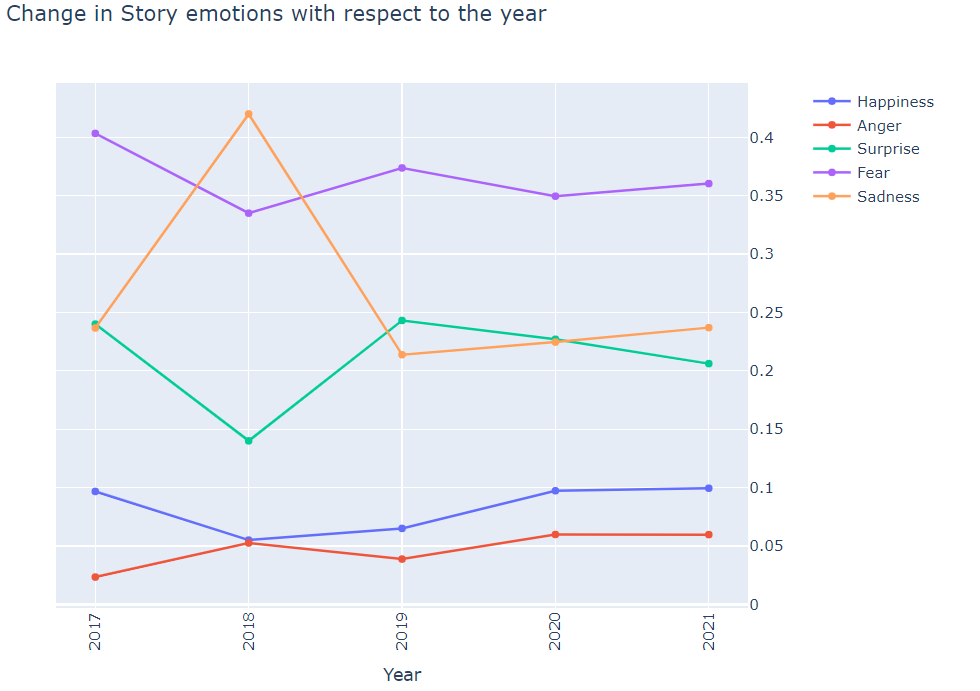 Change in Story emotions with respect to the year
Happiness
Anger
Surprise
Fear
Sadness
0.4
0.35
0.3
0.25
0.2
0.15
0.1
0.05
0
2017
2018
2019
2020
2021
Year